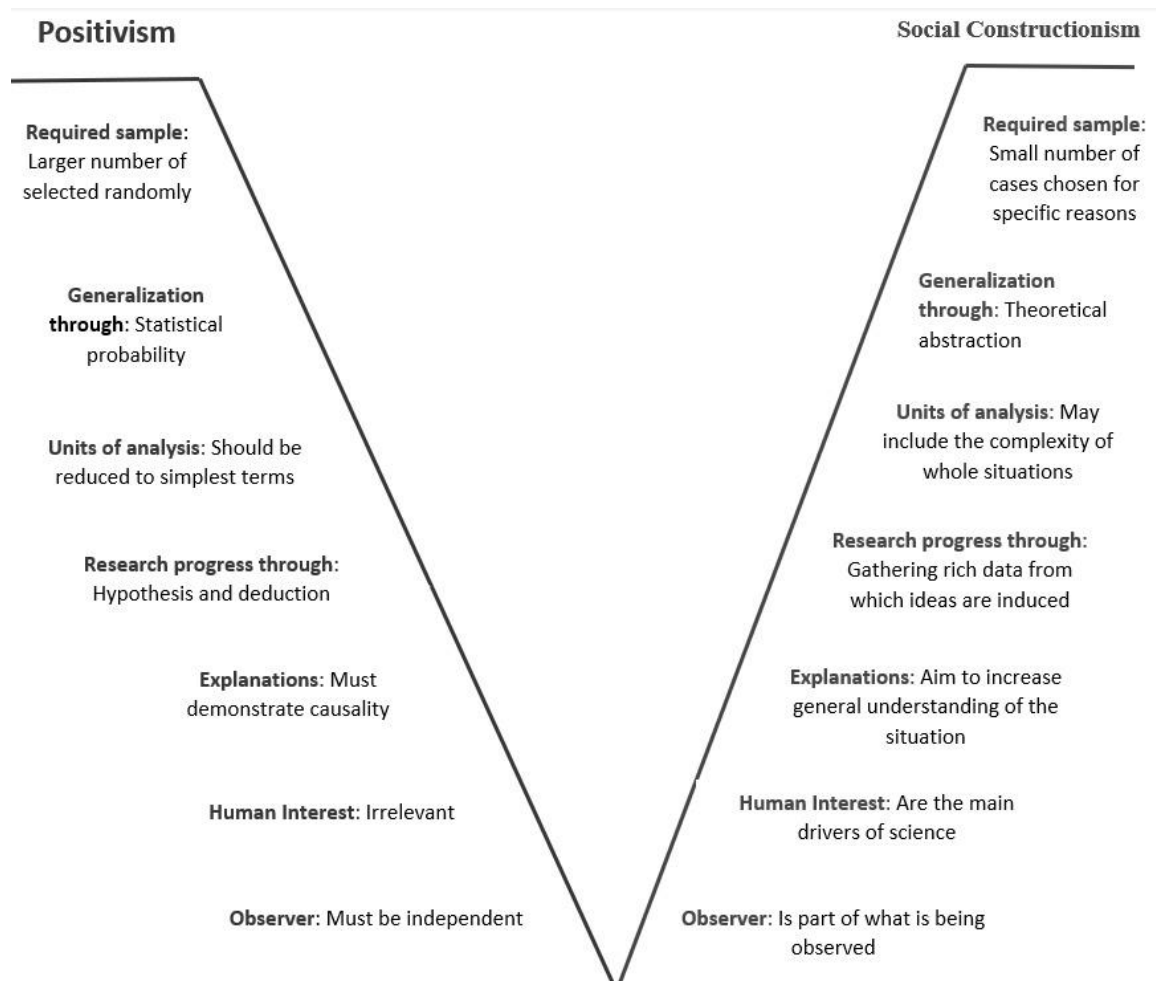 Positivism
Required sample:
Larger number of
selected randomly
Generalization
through: Statistical
probability
Units of analysis: Should be
reduced to simplest terms
Research progress through:
Hypothesis and deduction
Explanations: Must
demonstrate causality
Human Interest: Irrelevant
Observer: Must be independent
Social Constructionism
Required sample:
Small number of
cases chosen for
specific reasons
Generalization
through: Theoretical
abstraction
Units of analysis: May
include the complexity of
whole situations
Research progress through:
Gathering rich data from
which ideas are induced
Explanations: Aim to increase
general understanding of the
situation
Human Interest: Are the main
drivers of science
Observer: Is part of what is being
observed